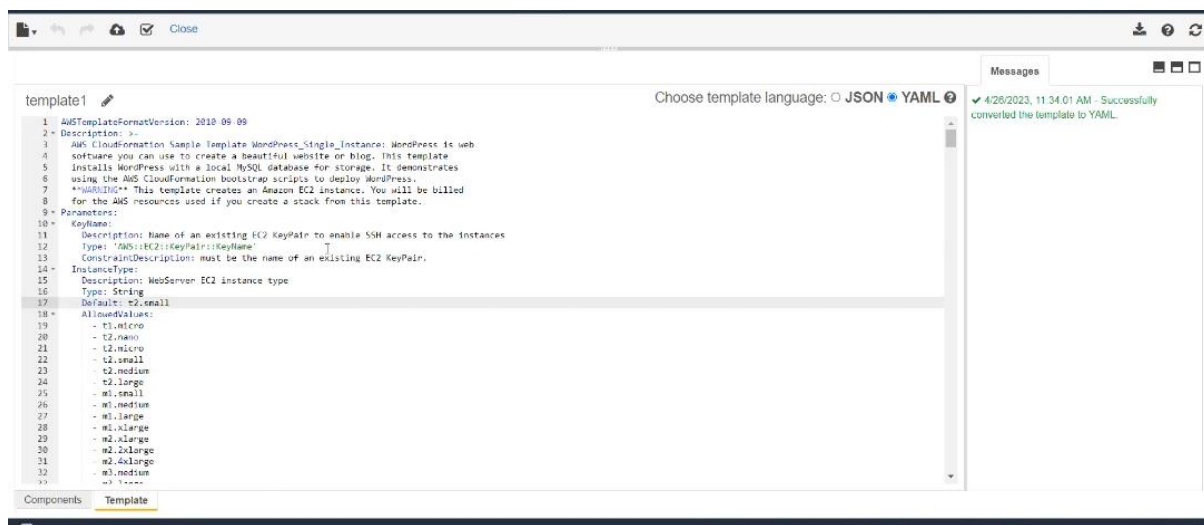 Close
Messages
template1
Choose template language: JSON YAML
4/26/2023, 11:34:01 AM - Successfully
converted the template to YAML.
1 AWSTemplateFormatVersion: 2010-09-09
2 Description: >-
3 AWS CloudFormation Sample Template WordPress_Single_Instance: WordPress is web
4 software you can use to create a beautiful website or blog. This template
5 installs WordPress with a local MySQL database for storage. It demonstrates
6 using the AWS CloudFormation bootstrap scripts to deploy WordPress.
7 **WARNING** This template creates an Amazon EC2 instance. You will be billed
8 for the AWS resources used if you create a stack from this template.
9 Parameters:
10 KeyName:
11 Description: Name of an existing EC2 KeyPair to enable SSH access to the instances
12 Type: 'AWS::EC2::KeyPair::KeyName'
13 ConstraintDescription: must be the name of an existing EC2 KeyPair.
14 InstanceType:
15 Description: WebServer EC2 instance type
16 Type: String
17 Default: t2.small
18 AllowedValues:
19 - t1.micro
20 - t2.nano
21 - t2.micro
22 - t2.small
23 - t2.medium
24 - t2.large
25 - m1.small
26 - m1.medium
27 - m1.large
28 - m1.xlarge
29 - m2.xlarge
30 - m2.2xlarge
31 - m2.4xlarge
32 - m3.medium
Components Template